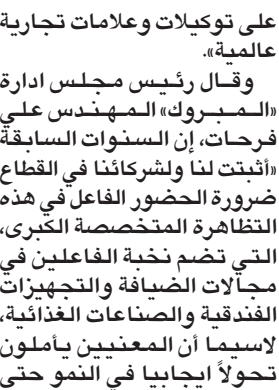 على توكيلات وعلامات تجارية
عالمية».
وقال رئيس مجلس ادارة
«المبروك» المهندس علي
فرحات، إن السنوات السابقة
«أثبتت لنا ولشركائنا في القطاع
ضرورة الحضور الفاعل في هذه
التظاهرة المتخصصة الكبرى،
التي تضم نخبة الفاعلين في
مجالات الضيافة والتجهيزات
الفندقية والصناعات الغذائية،
لاسيما أن المعنيين يأملون
تحولاً ايجابيا في النمو حتى